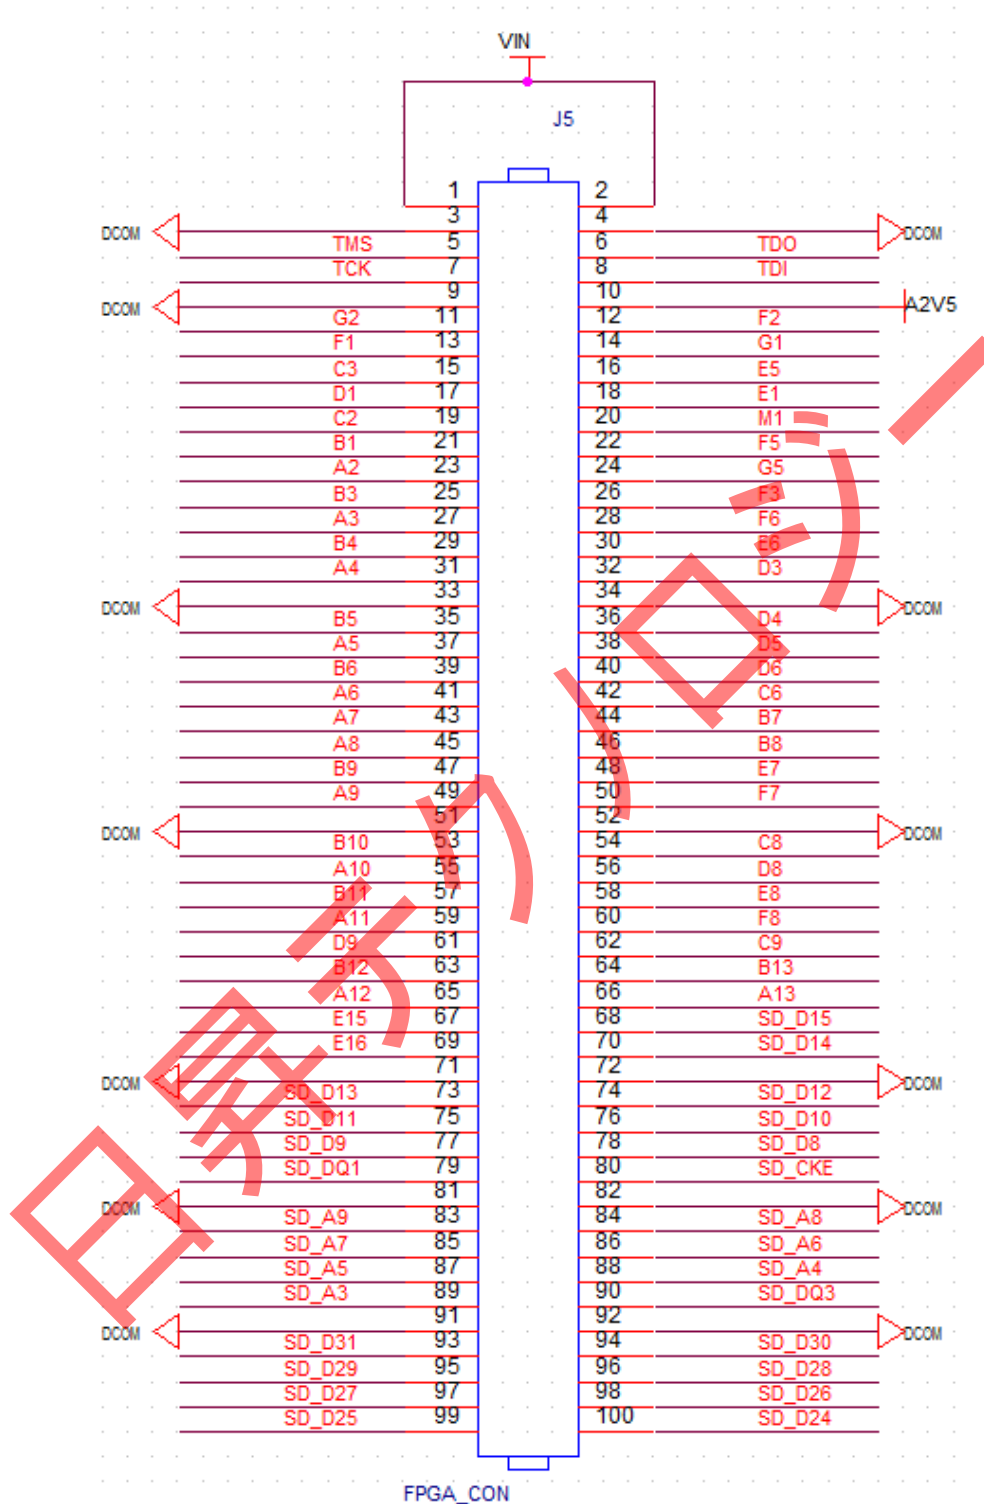 VIN
J5
1 2
3 4
DCOM DCOM
TMS 5 6 TDO
TCK 7 8 TDI
9 10
DCOM A2V5
G2 11 12 F2
F1 13 14 G1
C3 15 16 E5
D1 17 18 E1
C2 19 20 M1
B1 21 22 F5
A2 23 24 G5
B3 25 26 F3
A3 27 28 F6
B4 29 30 E6
A4 31 32 D3
33 34
DCOM DCOM
B5 35 36 D4
A5 37 38 D5
B6 39 40 D6
A6 41 42 C6
A7 43 44 B7
A8 45 46 B8
B9 47 48 E7
A9 49 50 F7
51 52
DCOM DCOM
B10 53 54 C8
A10 55 56 D8
B11 57 58 E8
A11 59 60 F8
D9 61 62 C9
B12 63 64 B13
A12 65 66 A13
E15 67 68 SD_D15
E16 69 70 SD_D14
71 72
DCOM DCOM
SD_D13 73 74 SD_D12
SD_D11 75 76 SD_D10
SD_D9 77 78 SD_D8
SD_DQ1 79 80 SD_CKE
81 82
DCOM DCOM
SD_A9 83 84 SD_A8
SD_A7 85 86 SD_A6
SD_A5 87 88 SD_A4
SD_A3 89 90 SD_DQ3
91 92
DCOM DCOM
SD_D31 93 94 SD_D30
SD_D29 95 96 SD_D28
SD_D27 97 98 SD_D26
SD_D25 99 100 SD_D24
FPGA_CON
日昇テクノロジー